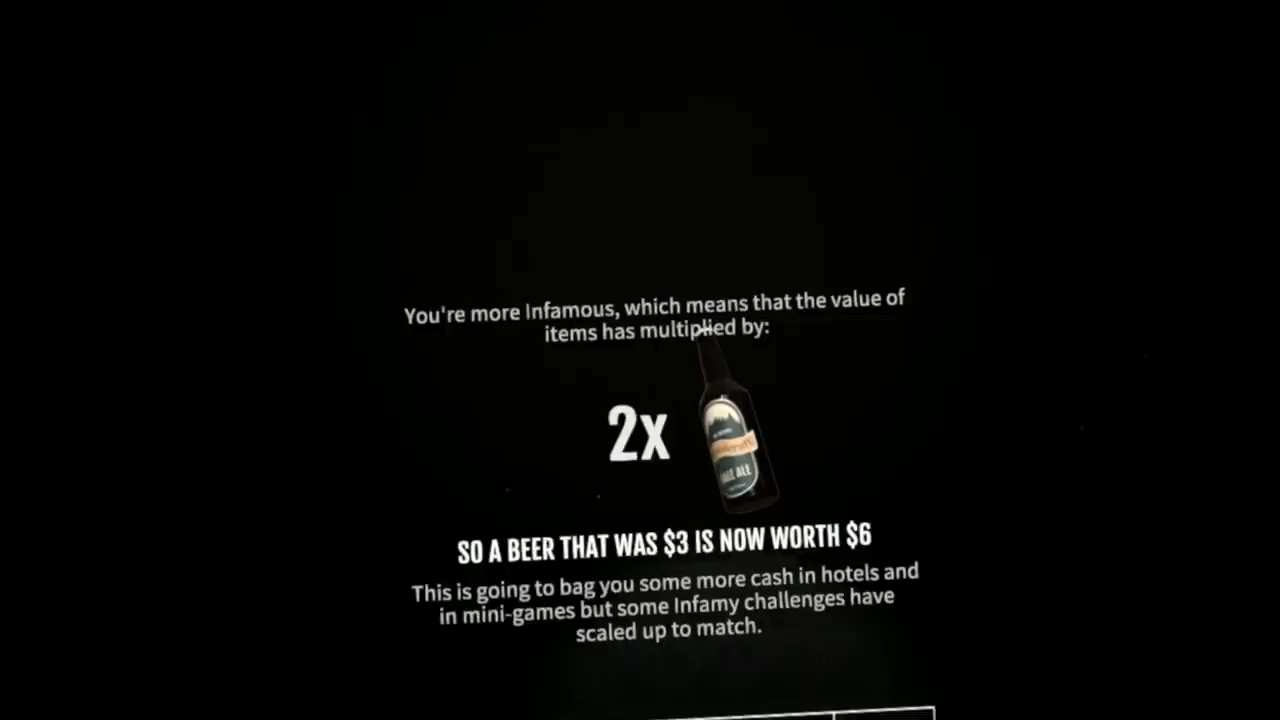 You're more Infamous, which means that the value of
items has multiplied by:
2x
PALE ALE
SO A BEER THAT WAS $3 IS NOW WORTH $6
This is going to bag you some more cash in hotels and
in mini-games but some Infamy challenges have
scaled up to match.